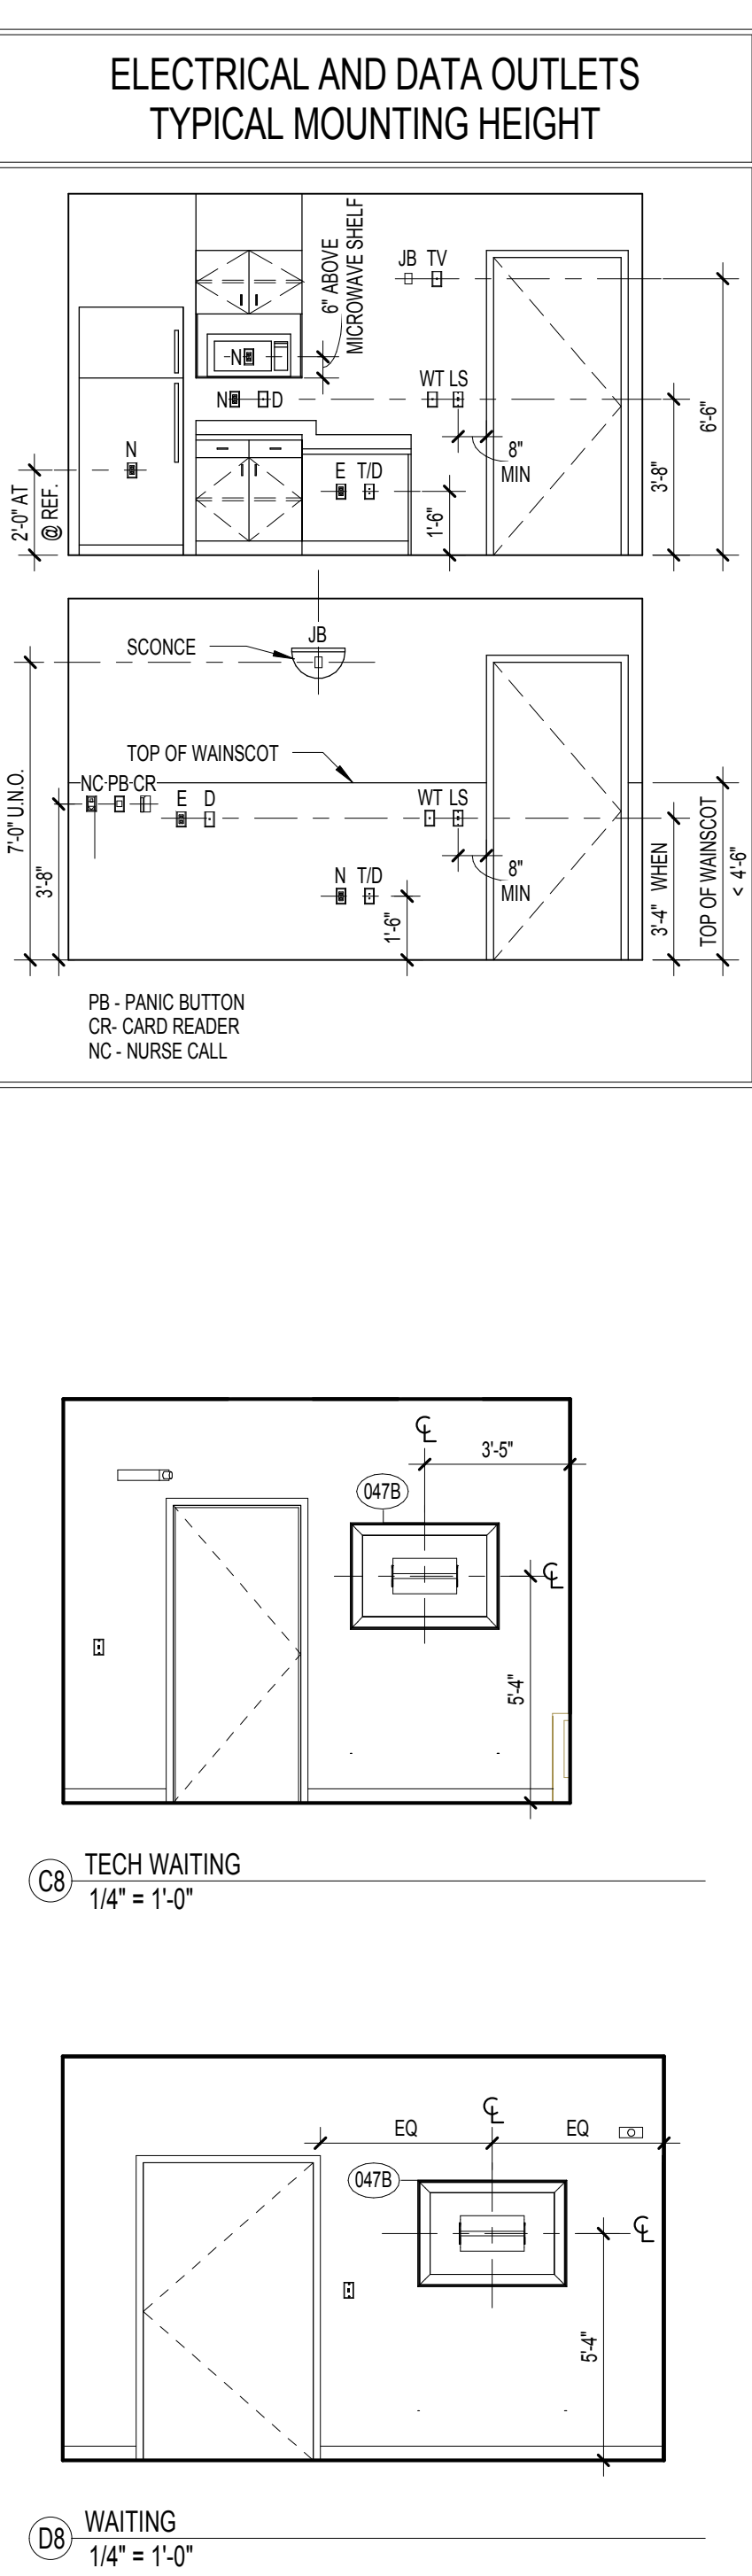 ELECTRICAL AND DATA OUTLETS
TYPICAL MOUNTING HEIGHT
6" ABOVE
MICROWAVE SHELF
JB TV
N
N D
WT LS
6'-6"
N
E T/D
8"
MIN
3'-8"
2'-0" AT
@ REF.
1'-6"
JB
SCONCE
TOP OF WAINSCOT
NC PB CR
E D
WT LS
7'-0" U.N.O.
3'-8"
N T/D
8"
MIN
1'-6"
3'-4" WHEN
TOP OF WAINSCOT
< 4'-6"
PB - PANIC BUTTON
CR- CARD READER
NC - NURSE CALL
CL
3'-5"
047B
CL
5'-4"
C8 TECH WAITING
1/4" = 1'-0"
CL
EQ EQ
047B
CL
5'-4"
D8 WAITING
1/4" = 1'-0"